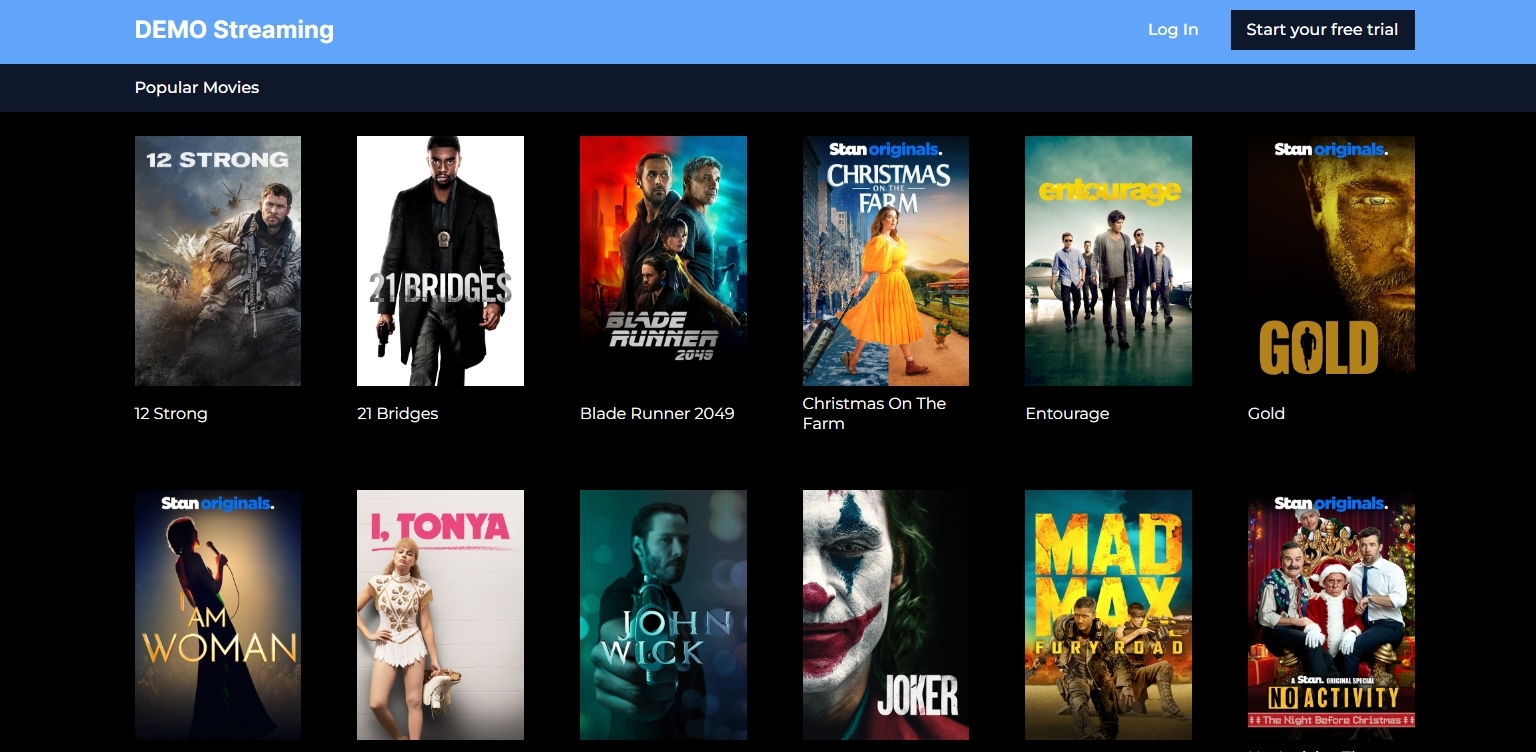 DEMO Streaming
Log In
Start your free trial
Popular Movies
12 STRONG
21 BRIDGES
BLADE
RUNNER
2049
Stan originals.
CHRISTMAS
ON THE
FARM
entourage
Stan originals.
GOLD
12 Strong
21 Bridges
Blade Runner 2049
Christmas On The
Farm
Entourage
Gold
Stan originals.
I AM
WOMAN
I, TONYA
JOHN
WICK
JOKER
MAD
MAX
FURY ROAD
Stan originals.
A Stan. ORIGINAL SPECIAL
NO ACTIVITY
The Night Before Christmas